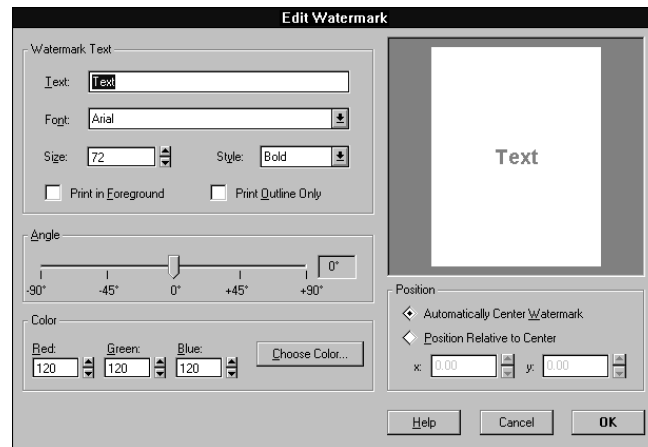 Edit Watermark
Watermark Text
Text: Text
Font: Arial
Size: 72 Style: Bold
Print in Foreground Print Outline Only
Text
Angle
0°
-90° -45° 0° +45° +90°
Color
Red: Green: Blue:
120 120 120 Choose Color...
Position
Automatically Center Watermark
Position Relative to Center
x: 0.00 y: 0.00
Help Cancel OK